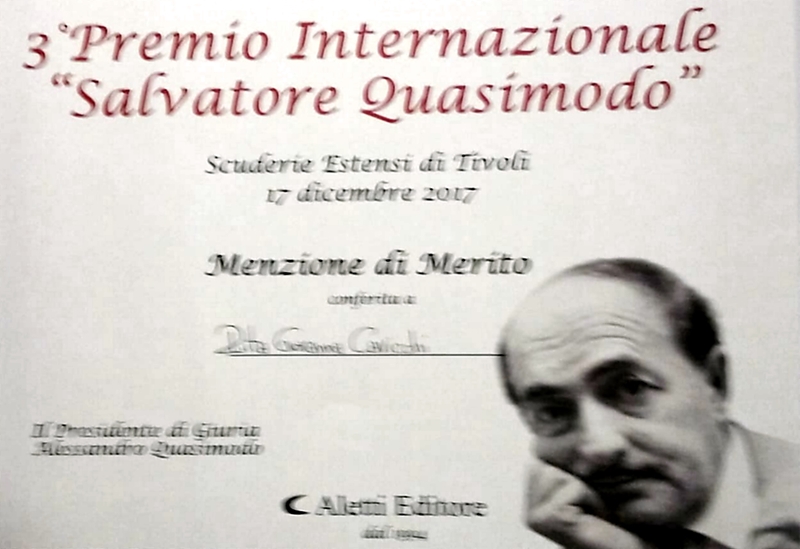 3° Premio Internazionale
"Salvatore Quasimodo"
Scuderie Estensi di Tivoli
17 dicembre 2017
Menzione di Merito
conferita a
Giovanna
Il Presidente di Giuria
Alessandro Quasimodo
Aletti Editore